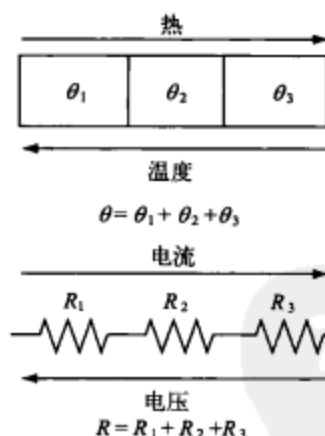 热
θ₁ θ₂ θ₃
温度
θ = θ₁ + θ₂ + θ₃
电流
R₁ R₂ R₃
电压
R = R₁ + R₂ + R₃